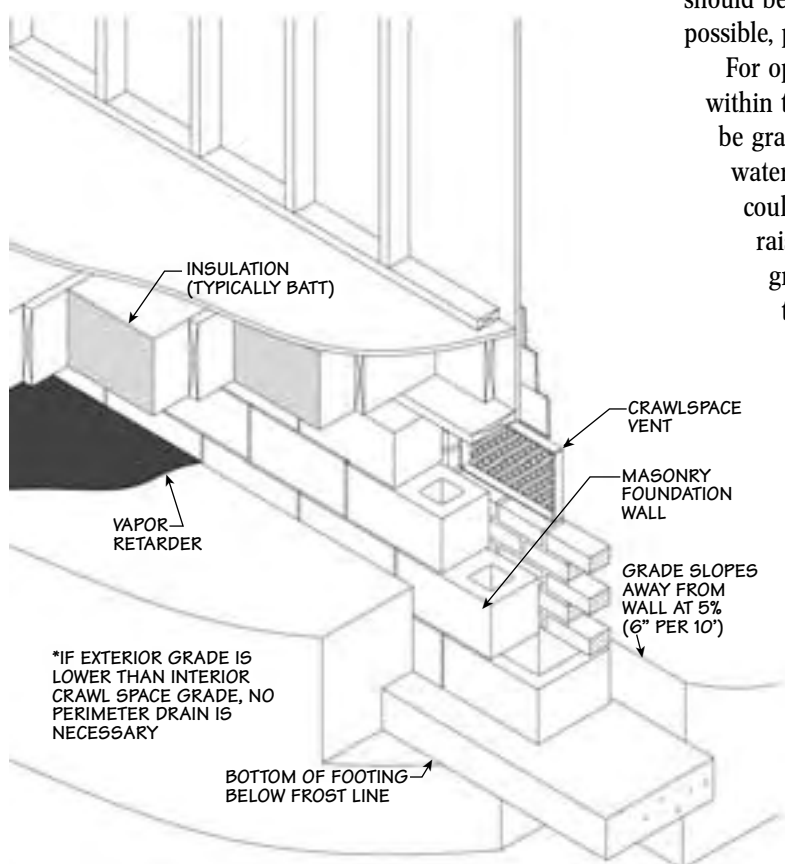 should be
possible, p
For op
within t
be gra
water
coul
rais
gr
t
INSULATION
(TYPICALLY BATT)
CRAWLSPACE
VENT
MASONRY
FOUNDATION
WALL
VAPOR
RETARDER
GRADE SLOPES
AWAY FROM
WALL AT 5%
(6" PER 10')
*IF EXTERIOR GRADE IS
LOWER THAN INTERIOR
CRAWL SPACE GRADE, NO
PERIMETER DRAIN IS
NECESSARY
BOTTOM OF FOOTING
BELOW FROST LINE